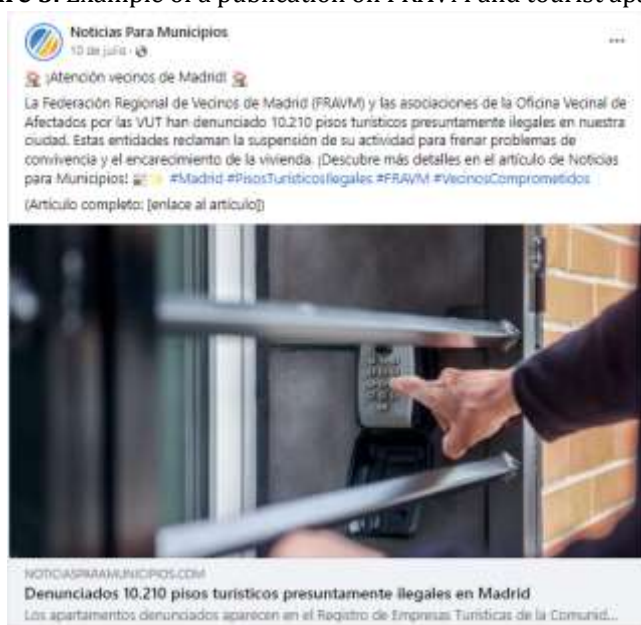 Example of a publication on FRAVM and tourist
Noticias Para Municipios
10 de julio ·
¡Atención vecinos de Madrid!
La Federación Regional de Vecinos de Madrid (FRAVM) y las asociaciones de la Oficina Vecinal de
Afectados por las VUT han denunciado 10.210 pisos turísticos presuntamente ilegales en nuestra
ciudad. Estas entidades reclaman la suspensión de su actividad para frenar problemas de
convivencia y el encarecimiento de la vivienda. ¡Descubre más detalles en el artículo de Noticias
para Municipios! #Madrid #PisosTurísticosIlegales #FRAVM #VecinosComprometidos
(Artículo completo: [enlace al artículo])
NOTICIASPARAMUNICIPIOS.COM
Denunciados 10.210 pisos turísticos presuntamente ilegales en Madrid
Los apartamentos denunciados aparecen en el Registro de Empresas Turísticas de la Comunid...